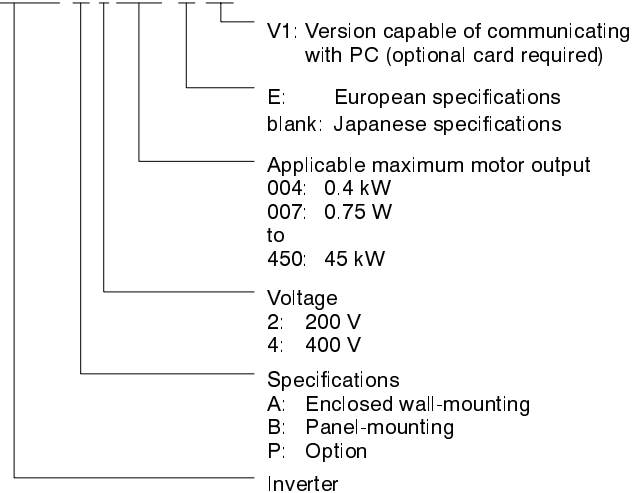 V1: Version capable of communicating
with PC (optional card required)
E: European specifications
blank: Japanese specifications
Applicable maximum motor output
004: 0.4 kW
007: 0.75 W
to
450: 45 kW
Voltage
2: 200 V
4: 400 V
Specifications
A: Enclosed wall-mounting
B: Panel-mounting
P: Option
Inverter